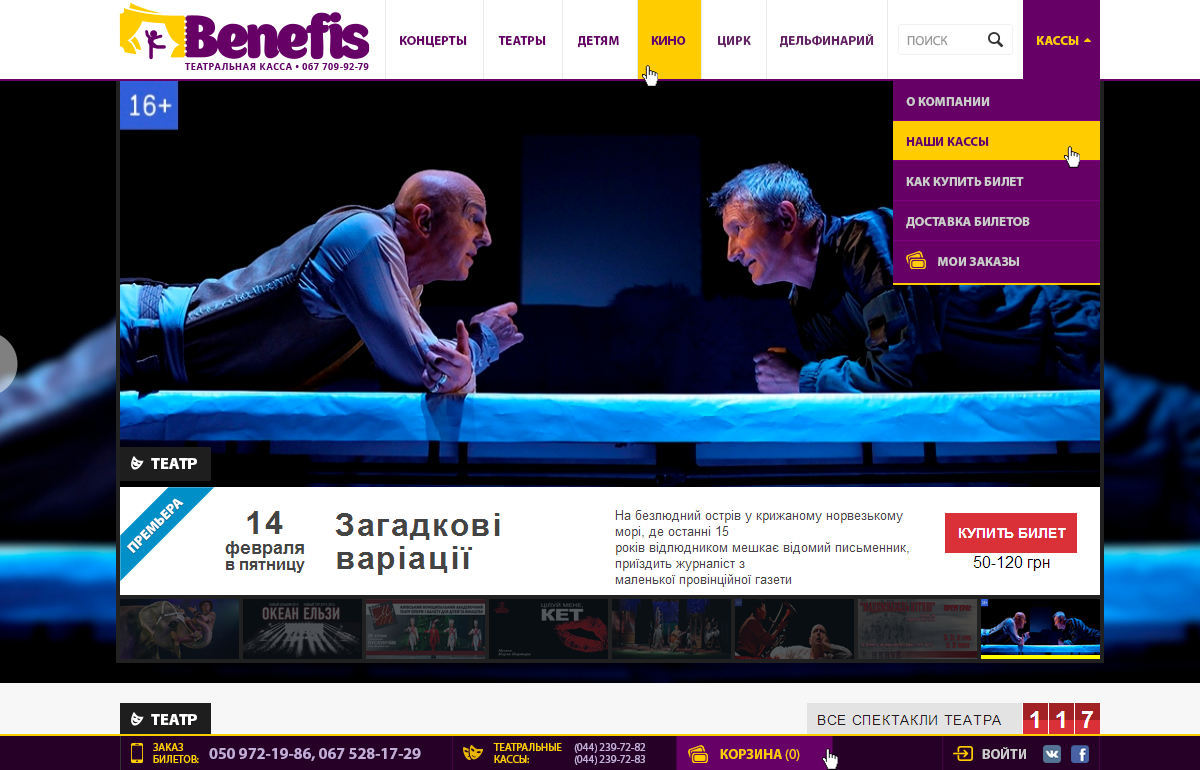 Benefis
ТЕАТРАЛЬНАЯ КАССА • 067 709-92-79
КОНЦЕРТЫ
ТЕАТРЫ
ДЕТЯМ
КИНО
ЦИРК
ДЕЛЬФИНАРИЙ
ПОИСК
КАССЫ
О КОМПАНИИ
НАШИ КАССЫ
КАК КУПИТЬ БИЛЕТ
ДОСТАВКА БИЛЕТОВ
МОИ ЗАКАЗЫ
16+
ТЕАТР
ПРЕМЬЕРА
14
февраля
в пятницу
Загадкові
варіації
На безлюдний острів у крижаному норвезькому
морі, де останні 15
років відлюдником мешкає відомий письменник,
приїздить журналіст з
маленької провінційної газети
КУПИТЬ БИЛЕТ
50-120 грн
ОКЕАН ЕЛЬЗИ
ЦІЛУЙ МЕНЕ,
КЕТ
ТЕАТР
ВСЕ СПЕКТАКЛИ ТЕАТРА
117
ЗАКАЗ
БИЛЕТОВ:
050 972-19-86, 067 528-17-29
ТЕАТРАЛЬНЫЕ
КАССЫ:
(044) 239-72-82
(044) 239-72-83
КОРЗИНА (0)
ВОЙТИ